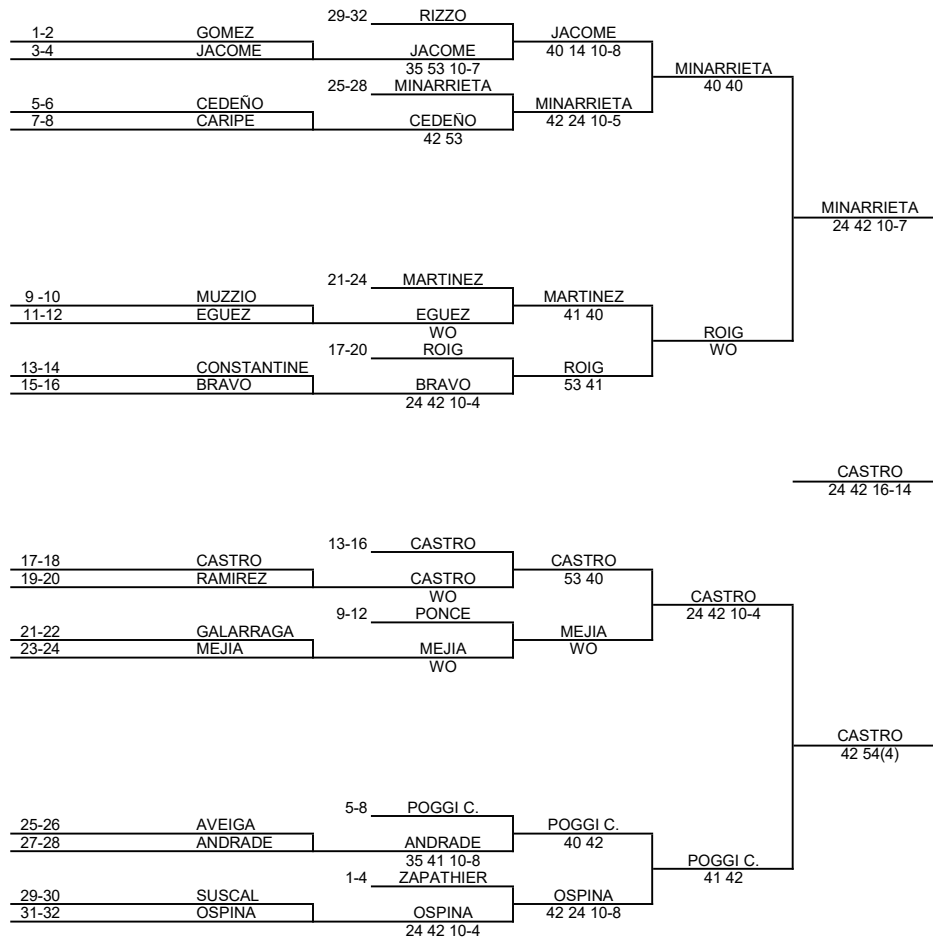 29-32 RIZZO
1-2 GOMEZ JACOME
3-4 JACOME JACOME 40 14 10-8
35 53 10-7
MINARRIETA
25-28 MINARRIETA 40 40
5-6 CEDEÑO MINARRIETA
7-8 CARIPE CEDEÑO 42 24 10-5
42 53
MINARRIETA
24 42 10-7
21-24 MARTINEZ
9 -10 MUZZIO MARTINEZ
11-12 EGUEZ EGUEZ 41 40
WO ROIG
17-20 ROIG WO
13-14 CONSTANTINE ROIG
15-16 BRAVO BRAVO 53 41
24 42 10-4
CASTRO
24 42 16-14
13-16 CASTRO
17-18 CASTRO CASTRO
19-20 RAMIREZ CASTRO 53 40
WO CASTRO
9-12 PONCE 24 42 10-4
21-22 GALARRAGA MEJIA
23-24 MEJIA MEJIA WO
WO
CASTRO
42 54(4)
5-8 POGGI C.
25-26 AVEIGA POGGI C.
27-28 ANDRADE ANDRADE 40 42
35 41 10-8 POGGI C.
1-4 ZAPATHIER 41 42
29-30 SUSCAL OSPINA
31-32 OSPINA OSPINA 42 24 10-8
24 42 10-4